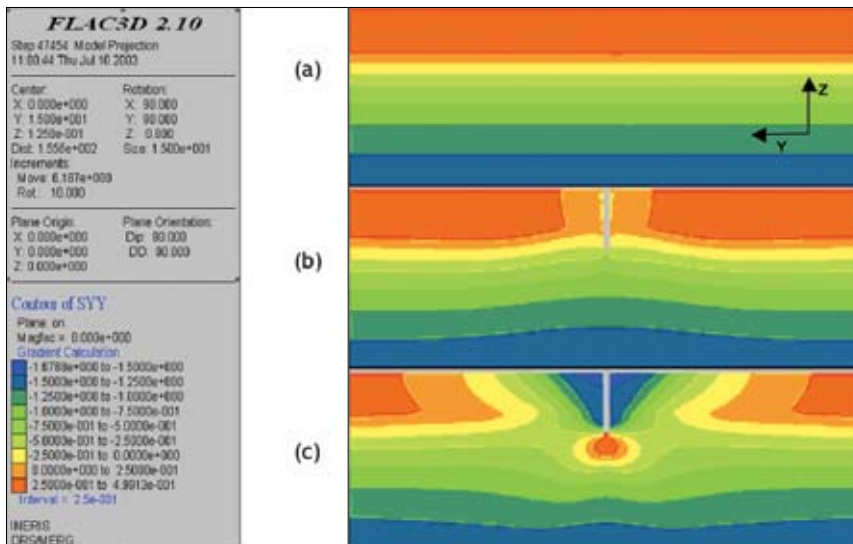 FLAC3D 2.10
Step 47454 Model Projection
11:00:44 Thu Jul 10 2003
Center: Rotation:
X: 0.000e+000 X: 90.000
Y: 1.500e+001 Y: 90.000
Z: 1.250e-001 Z: 0.000
Dist: 1.556e+002 Size: 1.500e+001
Increments:
Move: 6.187e+000
Rot.: 10.000
Plane Origin: Plane Orientation:
X: 0.000e+000 Dip: 90.000
Y: 0.000e+000 DD: 90.000
Z: 0.000e+000
Contour of SYY
Plane: on
Magfac = 0.000e+000
Gradient Calculation
-1.5000e+000 to -1.2500e+000
-1.2500e+000 to -1.0000e+000
-1.0000e+000 to -7.5000e-001
-7.5000e-001 to -5.0000e-001
-5.0000e-001 to -2.5000e-001
-2.5000e-001 to 0.0000e+000
0.0000e+000 to 2.5000e-001
2.5000e-001 to 4.9913e-001
Interval = 2.5e-001
INERIS
DRS/MERG
(a)
Z
Y
(b)
(c)